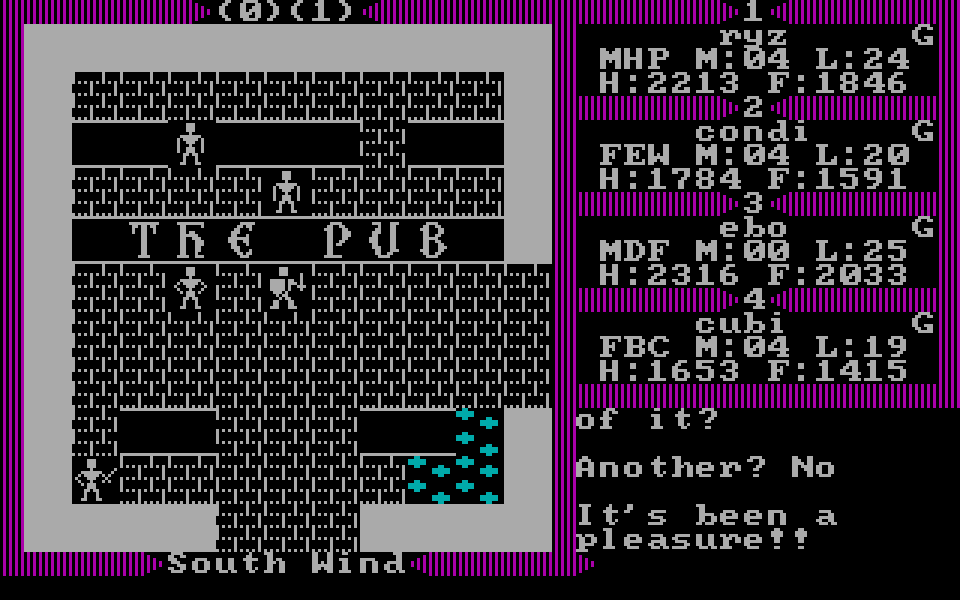 (0)(1)
THE PUB
South Wind
1
ryz G
MHP M:04 L:24
H:2213 F:1846
2
condi G
FEW M:04 L:20
H:1784 F:1591
3
ebo G
MDF M:00 L:25
H:2316 F:2033
4
cubi G
FBC M:04 L:19
H:1653 F:1415
of it?
Another? No
It's been a
pleasure!!